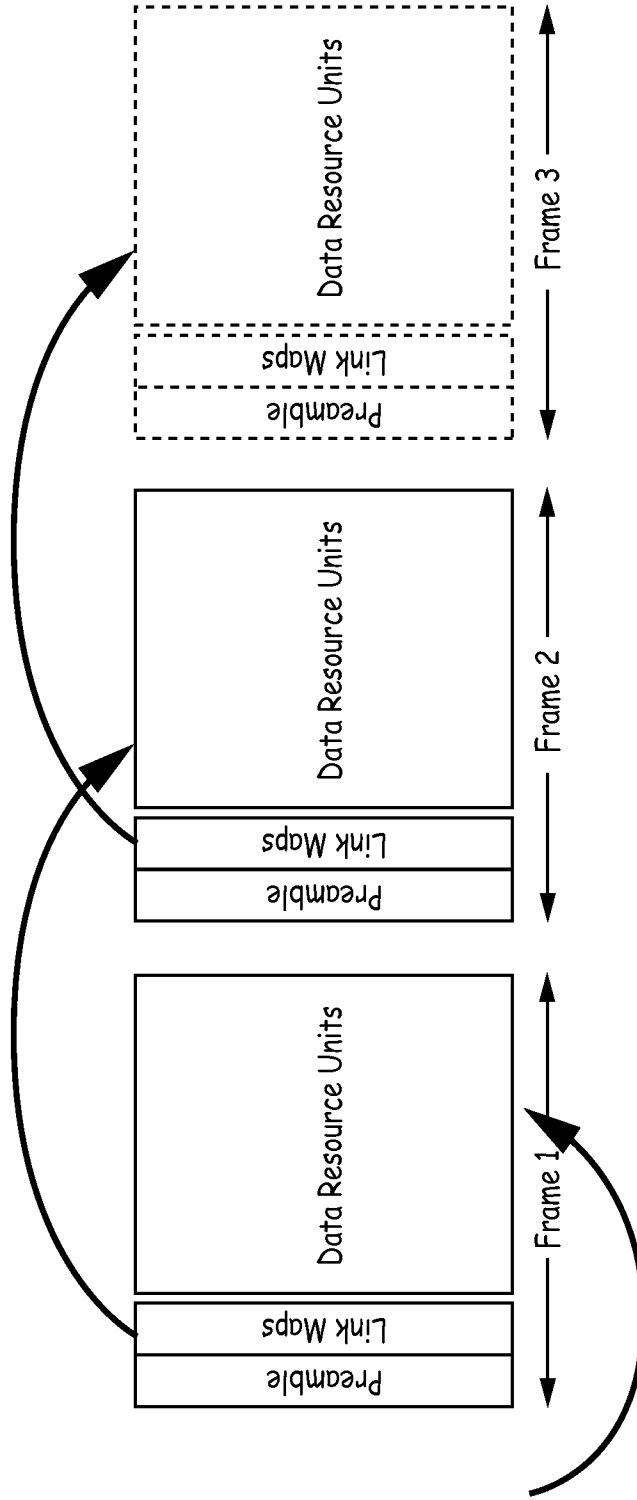 Preamble
Link Maps
Data Resource Units
Frame 1
Preamble
Link Maps
Data Resource Units
Frame 2
Preamble
Link Maps
Data Resource Units
Frame 3